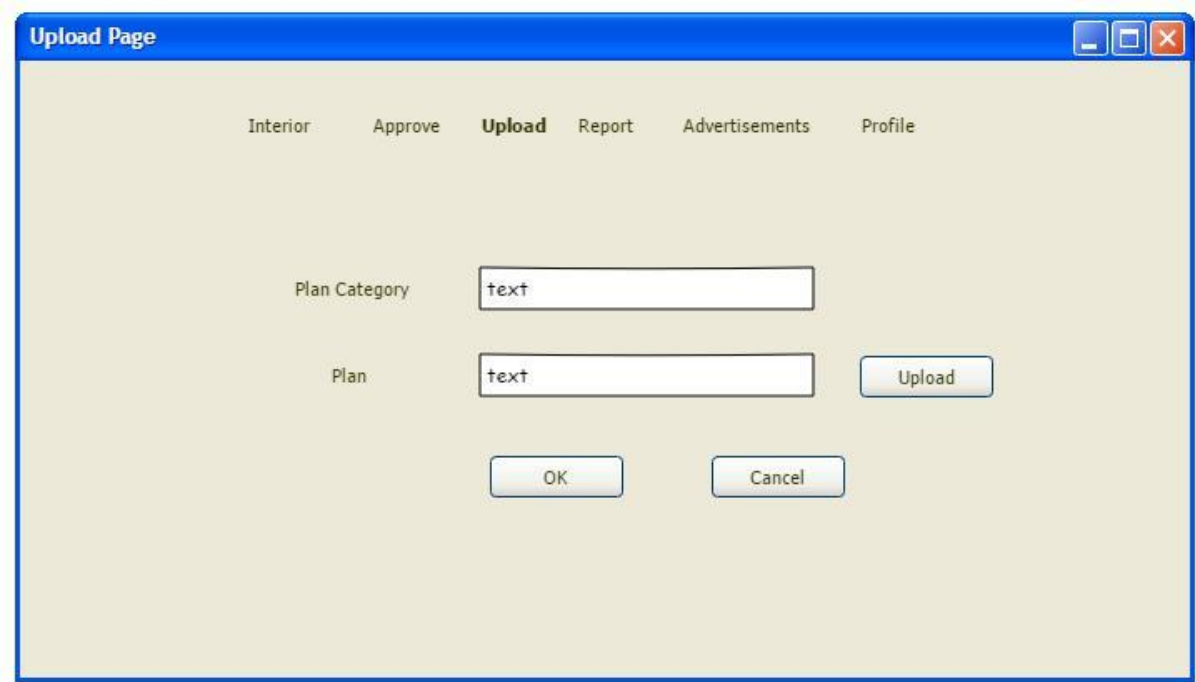 Upload Page
Interior Approve Upload Report Advertisements Profile
Plan Category text
Plan text Upload
OK Cancel